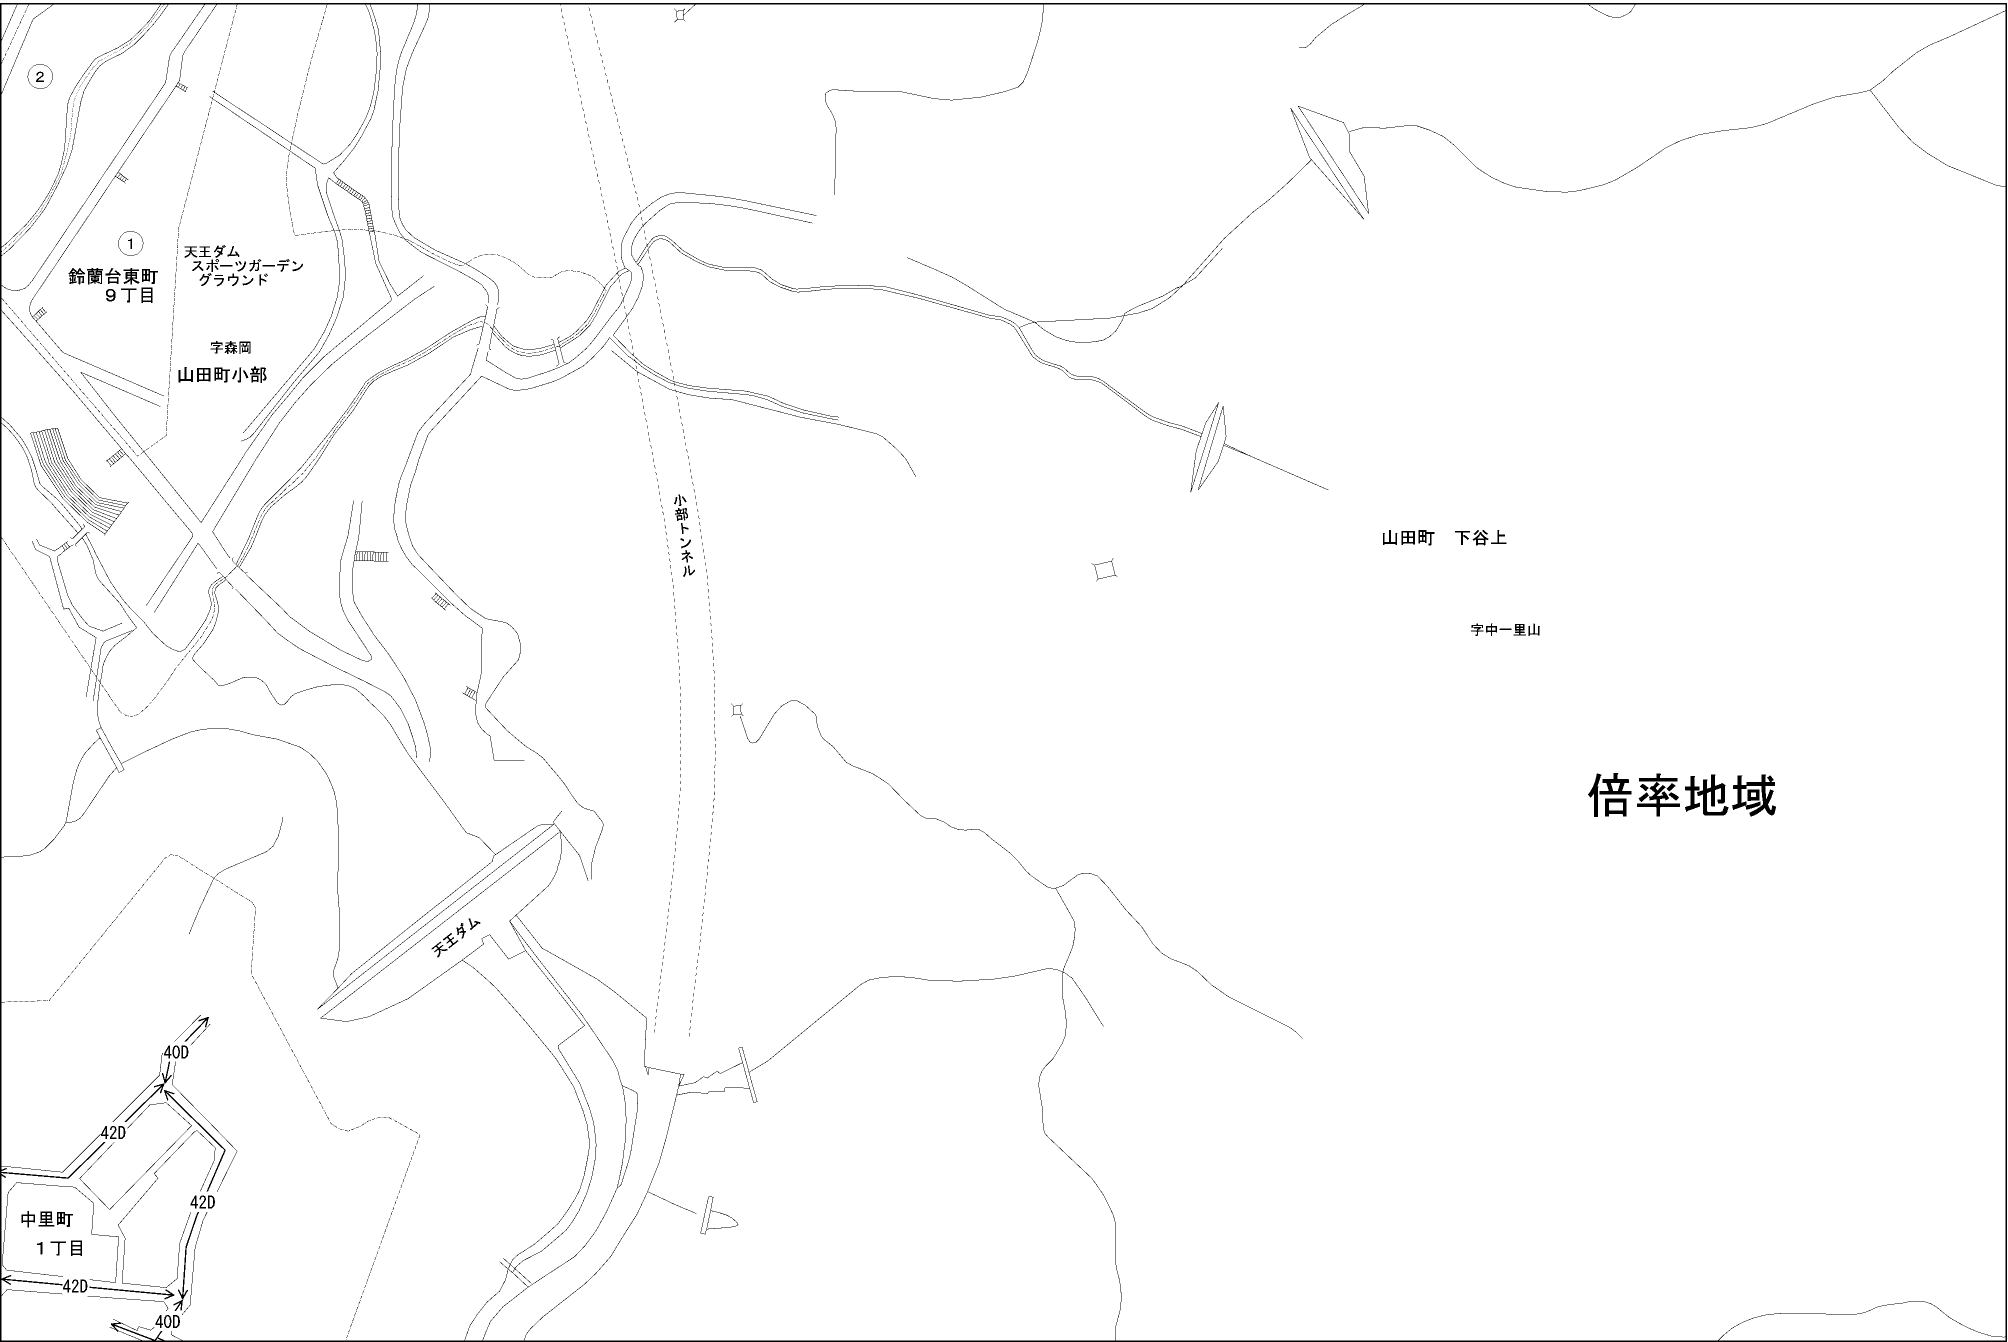 ②
①
鈴蘭台東町
９丁目
天王ダム
スポーツガーデン
グラウンド
字森岡
山田町小部
小部トンネル
山田町　下谷上
字中一里山
倍率地域
天王ダム
40D
42D
42D
中里町
１丁目
42D
40D